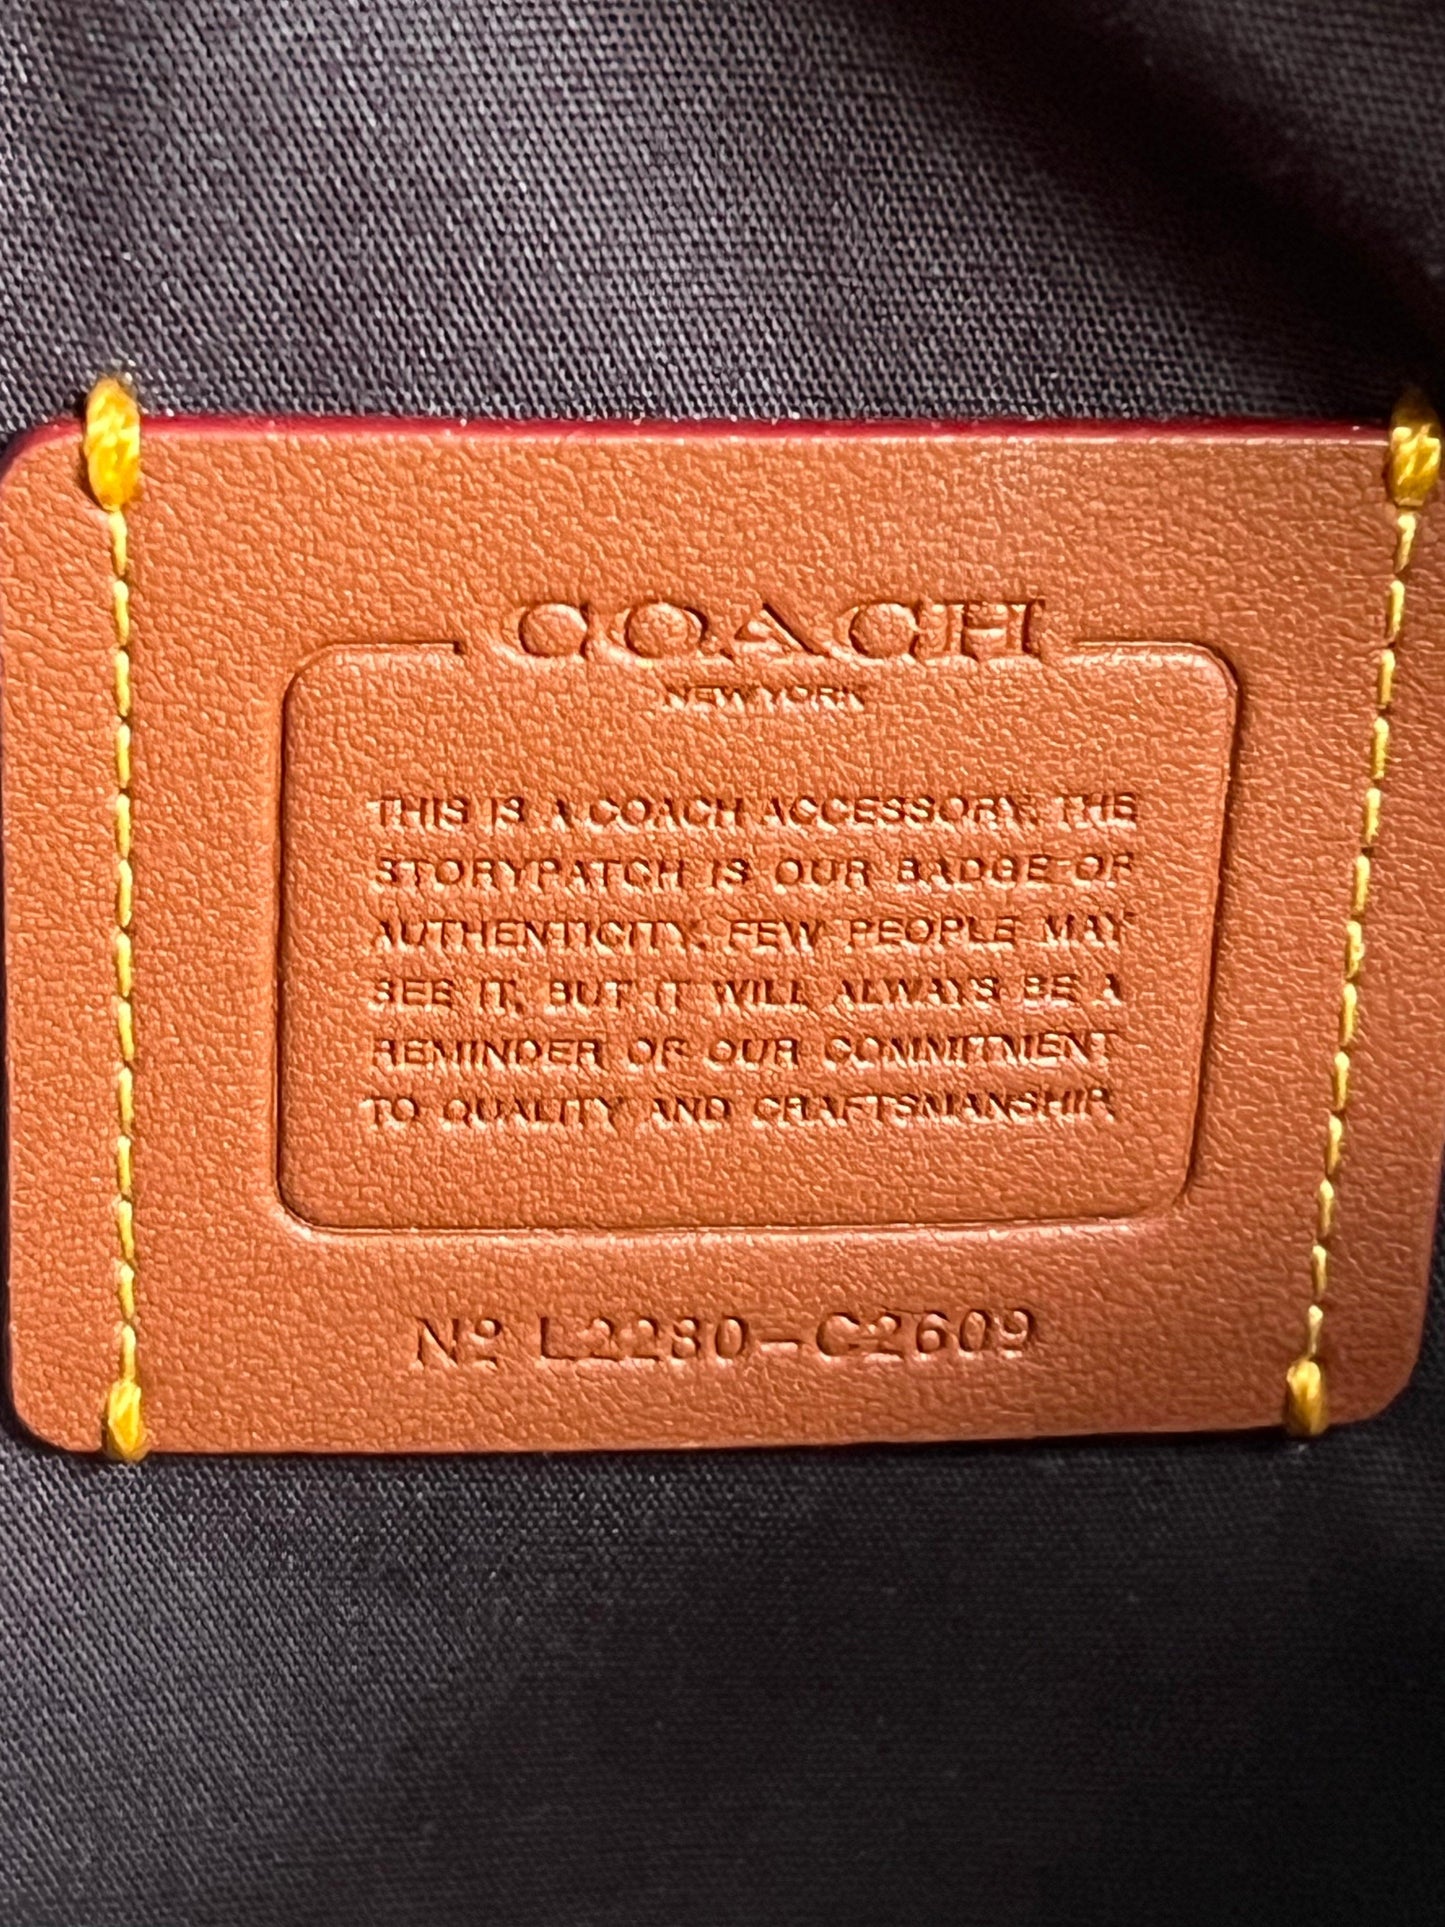 COACH
NEW YORK
THIS IS A COACH ACCESSORY. THE
STORYPATCH IS OUR BADGE OF
AUTHENTICITY. FEW PEOPLE MAY
SEE IT, BUT IT WILL ALWAYS BE A
REMINDER OF OUR COMMITMENT
TO QUALITY AND CRAFTSMANSHIP.
Nº L2280-C2609